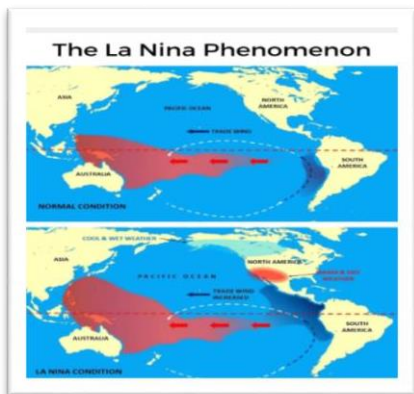 The La Nina Phenomenon
ASIA
NORTH
AMERICA
PACIFIC OCEAN
TRADE WIND
SOUTH
AMERICA
AUSTRALIA
NORMAL CONDITION
COOL & WET WEATHER
ASIA
NORTH AMERICA
WARM & DRY
WEATHER
PACIFIC OCEAN
TRADE WIND
INCREASES
SOUTH
AMERICA
AUSTRALIA
LA NINA CONDITION